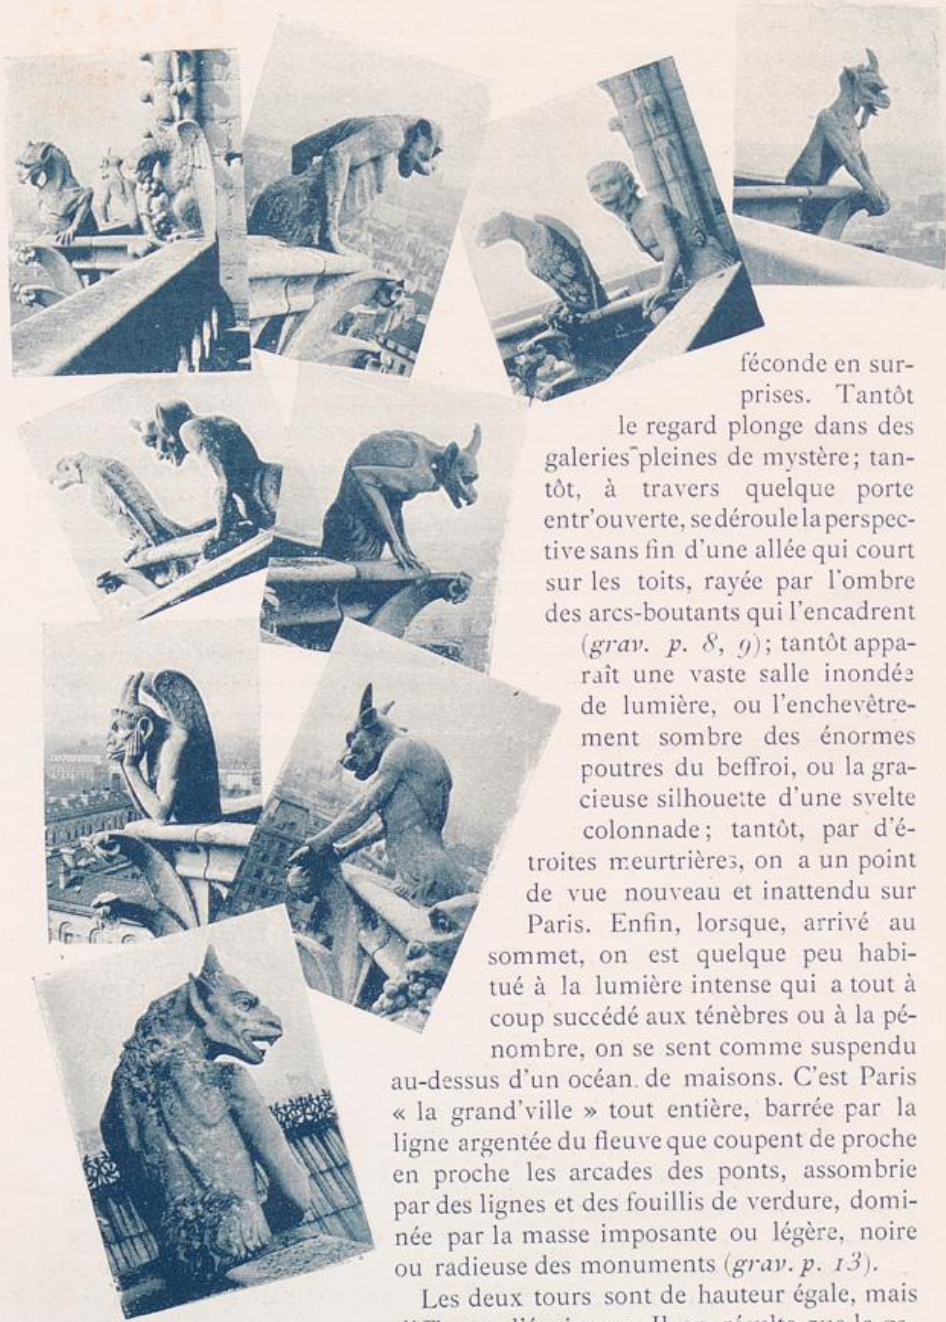 féconde en sur-
prises. Tantôt
le regard plonge dans des
galeries pleines de mystère; tan-
tôt, à travers quelque porte
entr'ouverte, se déroule la perspec-
tive sans fin d'une allée qui court
sur les toits, rayée par l'ombre
des arcs-boutants qui l'encadrent
(grav. p. 8, 9); tantôt appa-
raît une vaste salle inondée
de lumière, ou l'enchevêtre-
ment sombre des énormes
poutres du beffroi, ou la gra-
cieuse silhouette d'une svelte
colonnade; tantôt, par d'é-
troites meurtrières, on a un point
de vue nouveau et inattendu sur
Paris. Enfin, lorsque, arrivé au
sommet, on est quelque peu habi-
tué à la lumière intense qui a tout à
coup succédé aux ténèbres ou à la pé-
nombre, on se sent comme suspendu
au-dessus d'un océan de maisons. C'est Paris
« la grand'ville » tout entière, barrée par la
ligne argentée du fleuve que coupent de proche
en proche les arcades des ponts, assombrie
par des lignes et des fouillis de verdure, domi-
née par la masse imposante ou légère, noire
ou radieuse des monuments (grav. p. 13).
Les deux tours sont de hauteur égale, mais